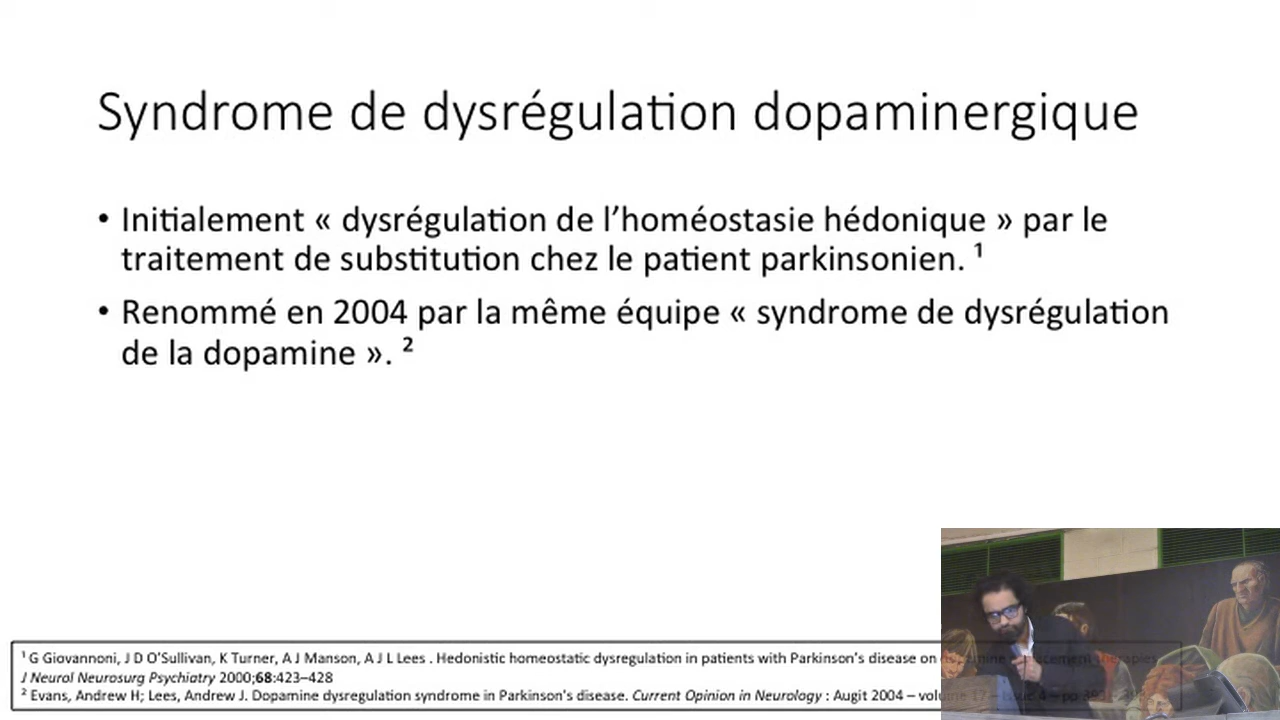 Syndrome de dysrégulation dopaminergique
• Initialement « dysrégulation de l’homéostasie hédonique » par le
traitement de substitution chez le patient parkinsonien. ¹
• Renommé en 2004 par la même équipe « syndrome de dysrégulation
de la dopamine ». ²
¹ G Giovannoni, J D O’Sullivan, K Turner, A J Manson, A J L Lees . Hedonistic homeostatic dysregulation in patients with Parkinson’s disease on
J Neurol Neurosurg Psychiatry 2000;68:423–428
² Evans, Andrew H; Lees, Andrew J. Dopamine dysregulation syndrome in Parkinson’s disease. Current Opinion in Neurology : Augit 2004 – volume 17 – Issue 4 – pp